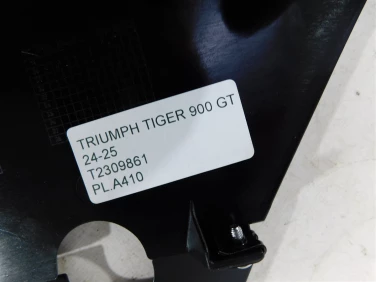 TRIUMPH TIGER 900 GT
24-25
T2309861
PL.A410